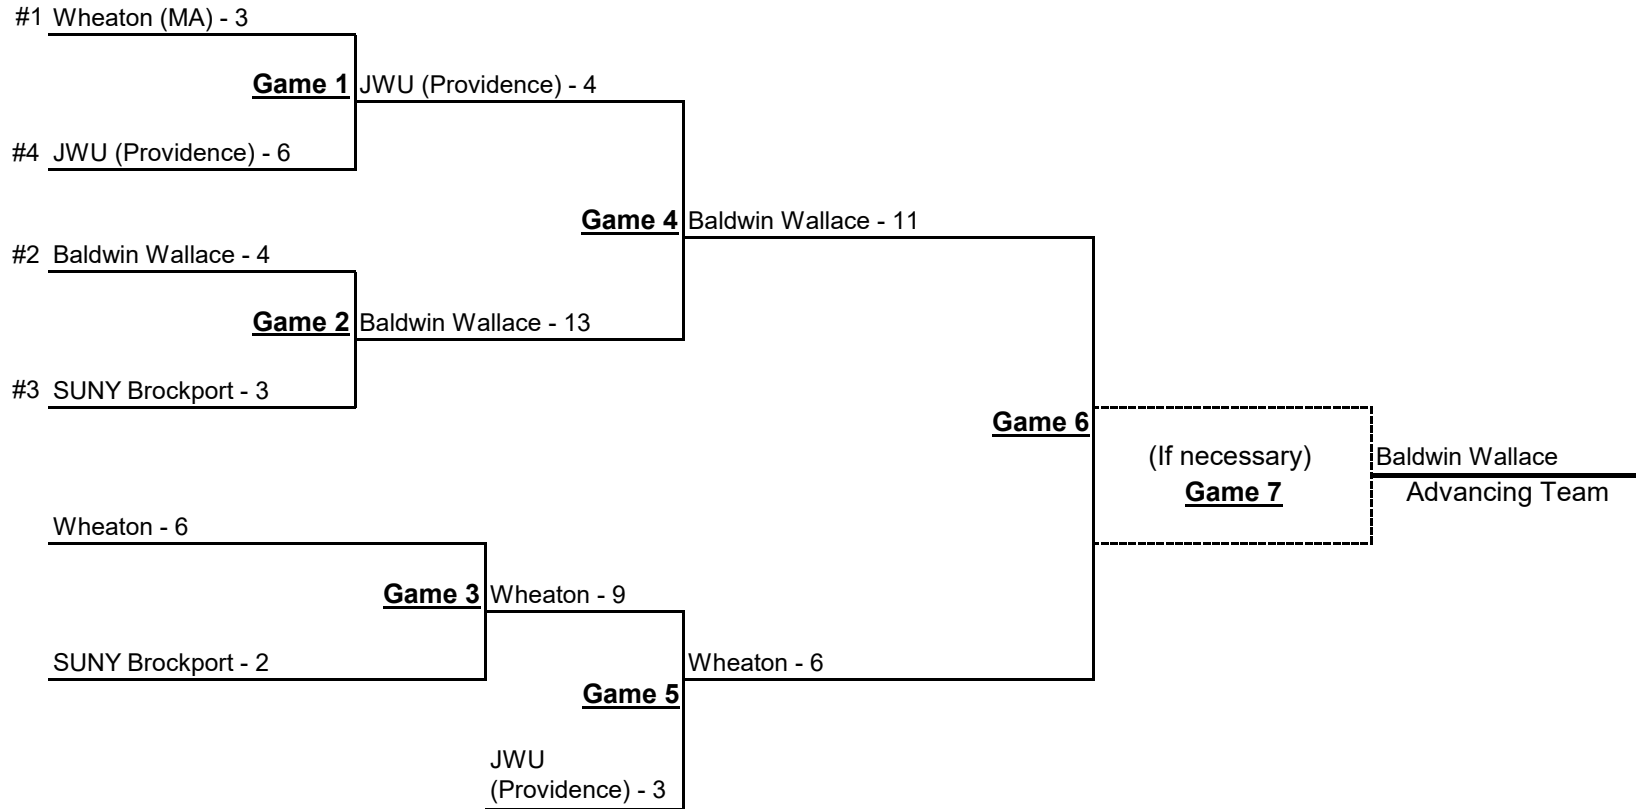 #1 Wheaton (MA) - 3
Game 1 JWU (Providence) - 4
#4 JWU (Providence) - 6
Game 4 Baldwin Wallace - 11
#2 Baldwin Wallace - 4
Game 2 Baldwin Wallace - 13
#3 SUNY Brockport - 3
Game 6
(If necessary)
Game 7
Baldwin Wallace
Advancing Team
Wheaton - 6
Game 3 Wheaton - 9
SUNY Brockport - 2
Wheaton - 6
Game 5
JWU
(Providence) - 3